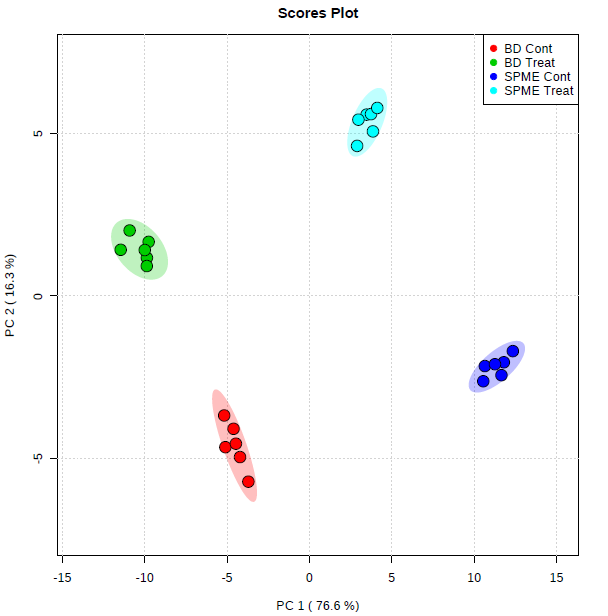 Scores Plot
BD Cont
BD Treat
SPME Cont
SPME Treat
5
0
-5
PC 2 ( 16.3 %)
-15 -10 -5 0 5 10 15
PC 1 ( 76.6 %)